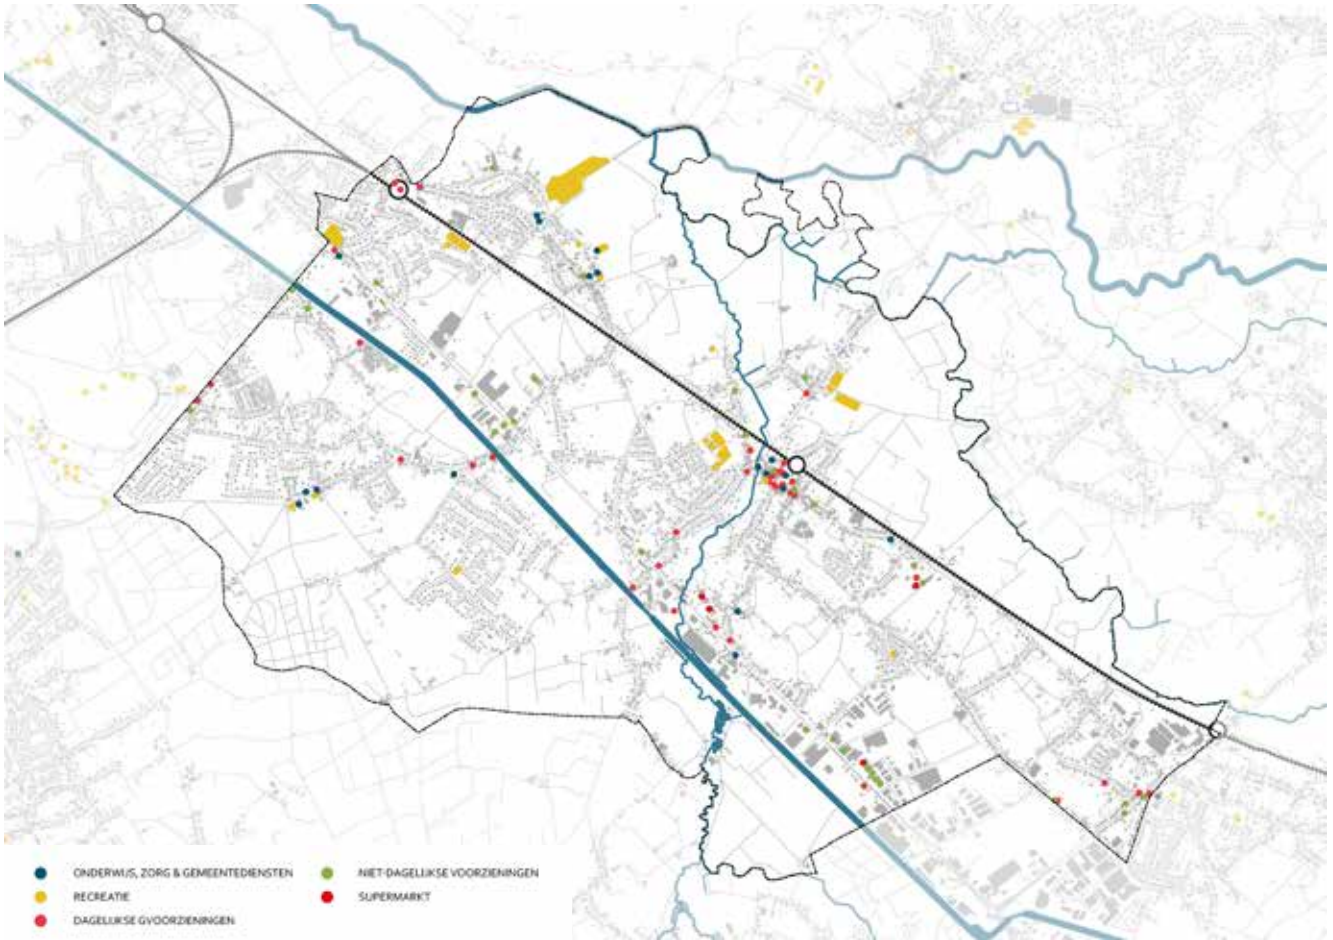 ONDERWIJS, ZORG & GEMEENTEDIENSTEN
RECREATIE
DAGELIJKSE GVOORZIENINGEN
NIET-DAGELIJKSE VOORZIENINGEN
SUPERMARKT